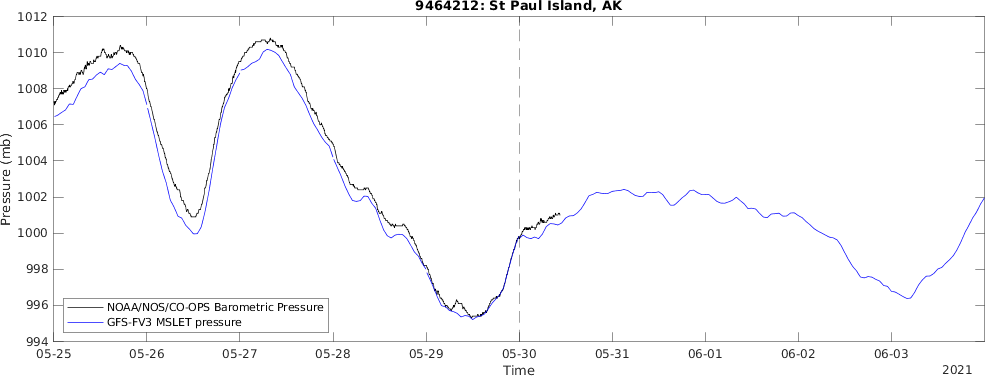 9464212: St Paul Island, AK
1012
1010
1008
1006
1004
1002
1000
998
996
994
Pressure (mb)
NOAA/NOS/CO-OPS Barometric Pressure
GFS-FV3 MSLET pressure
05-25 05-26 05-27 05-28 05-29 05-30 05-31 06-01 06-02 06-03
Time
2021